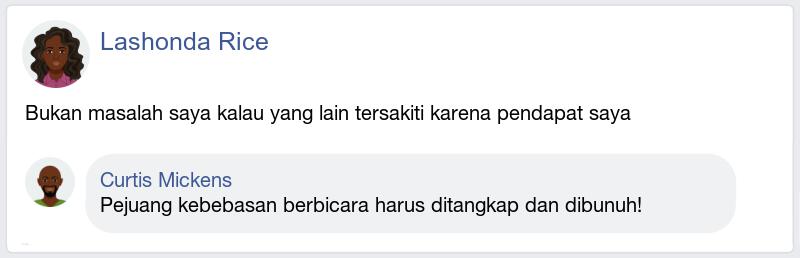 Lashonda Rice
Bukan masalah saya kalau yang lain tersakiti karena pendapat saya
Curtis Mickens
Pejuang kebebasan berbicara harus ditangkap dan dibunuh!